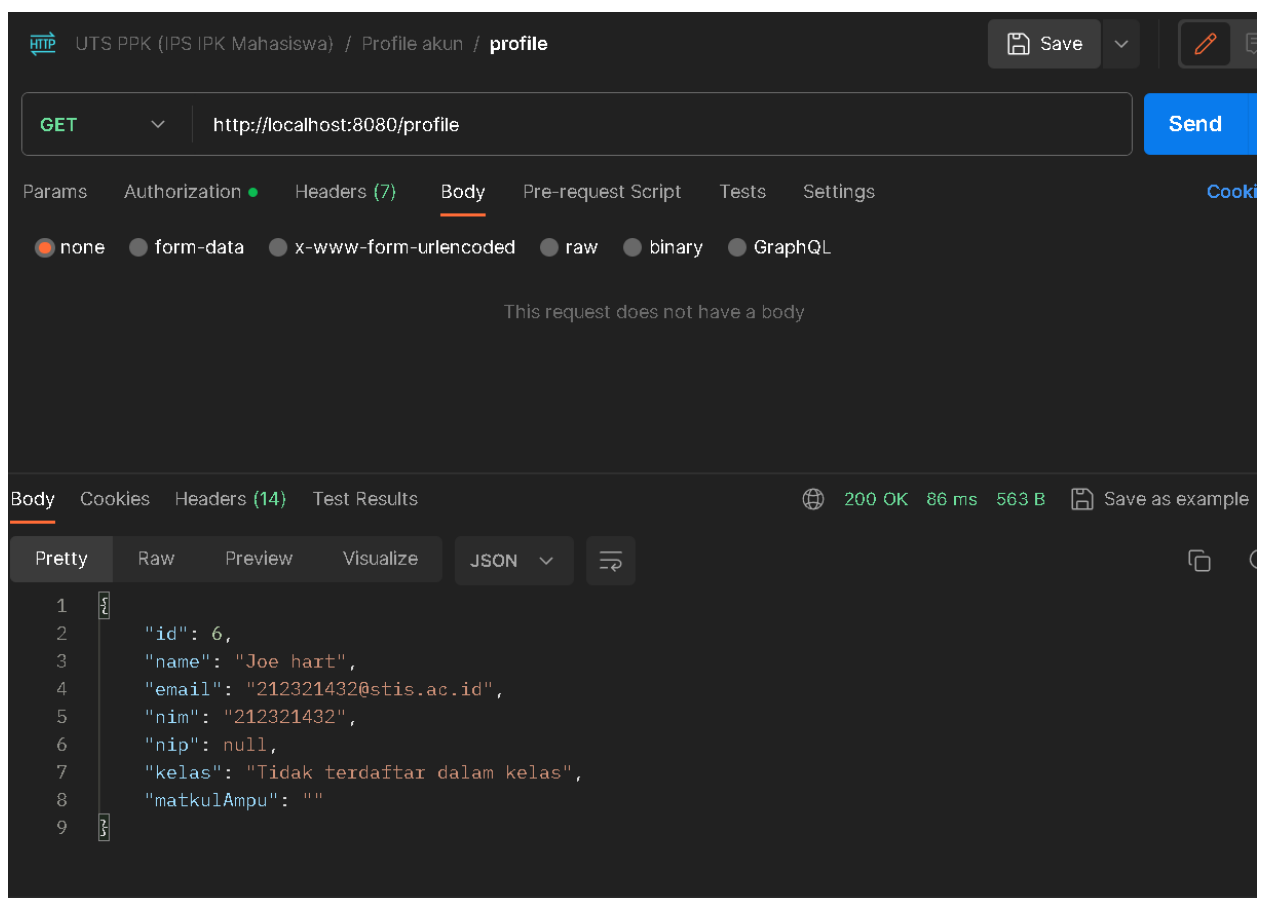 HTTP UTS PPK (IPS IPK Mahasiswa) / Profile akun / profile Save
GET http://localhost:8080/profile Send
Params Authorization Headers (7) Body Pre-request Script Tests Settings Cooki
none form-data x-www-form-urlencoded raw binary GraphQL
This request does not have a body
Body Cookies Headers (14) Test Results 200 OK 86 ms 563 B Save as example
Pretty Raw Preview Visualize JSON
1 {
2 "id": 6,
3 "name": "Joe hart",
4 "email": "212321432@stis.ac.id",
5 "nim": "212321432",
6 "nip": null,
7 "kelas": "Tidak terdaftar dalam kelas",
8 "matkulAmpu": ""
9 }